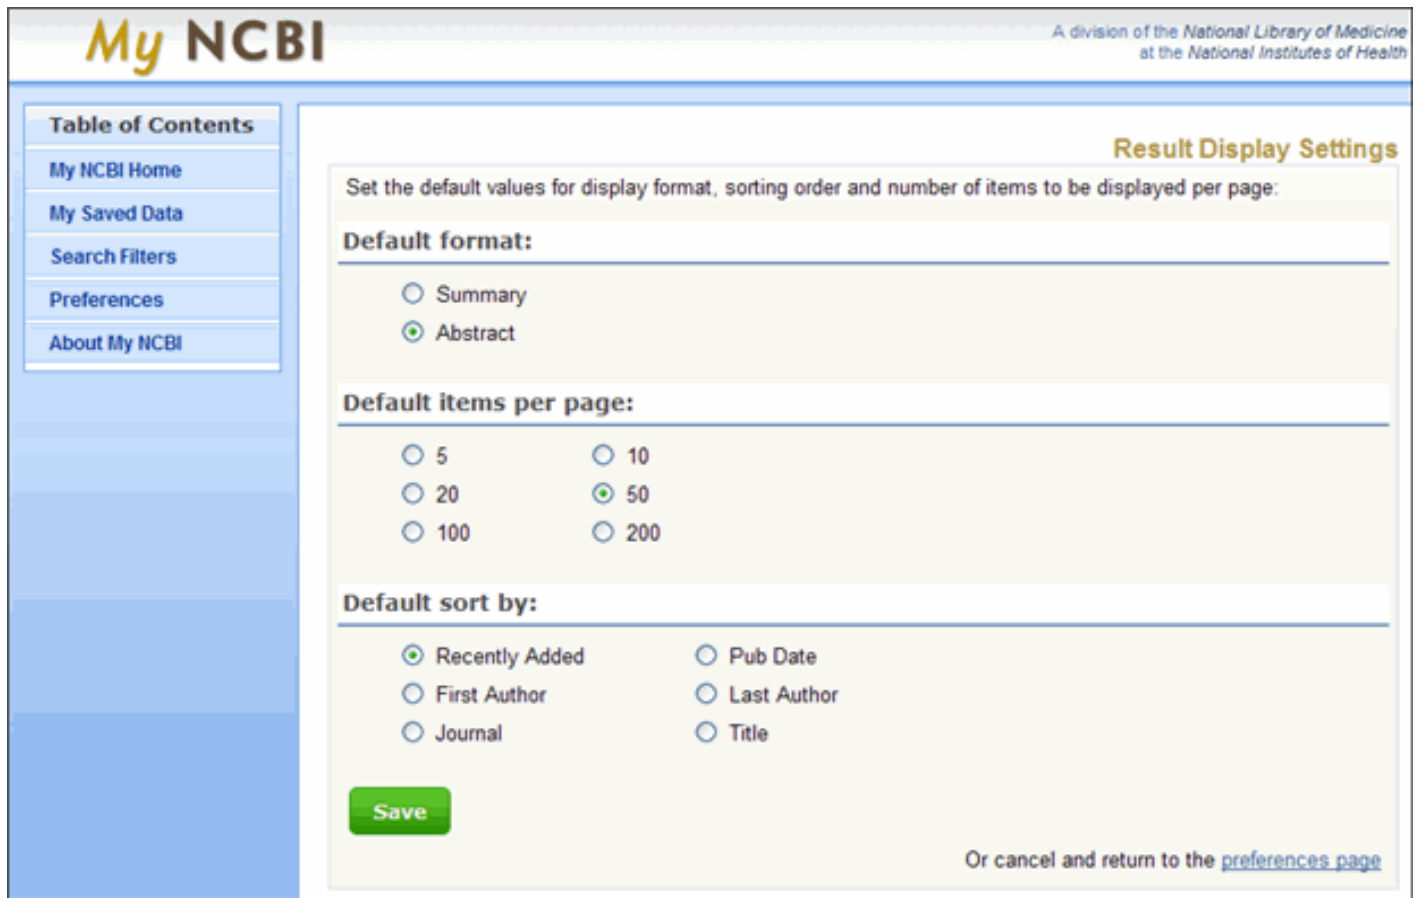 My NCBI
A division of the National Library of Medicine
at the National Institutes of Health
Table of Contents
My NCBI Home
My Saved Data
Search Filters
Preferences
About My NCBI
Result Display Settings
Set the default values for display format, sorting order and number of items to be displayed per page:
Default format:
Summary
Abstract
Default items per page:
5 10
20 50
100 200
Default sort by:
Recently Added Pub Date
First Author Last Author
Journal Title
Save
Or cancel and return to the preferences page